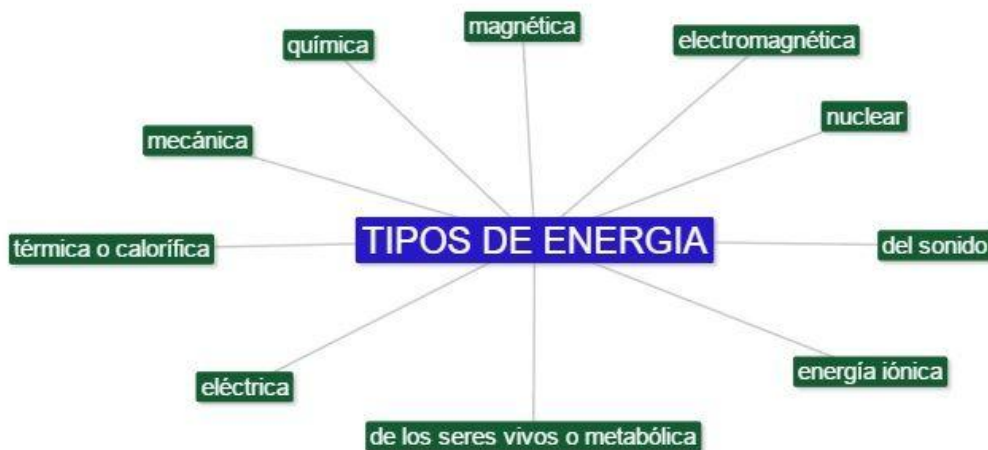 magnética
electromagnética
química
nuclear
mecánica
TIPOS DE ENERGIA
térmica o calorífica
del sonido
energía iónica
eléctrica
de los seres vivos o metabólica